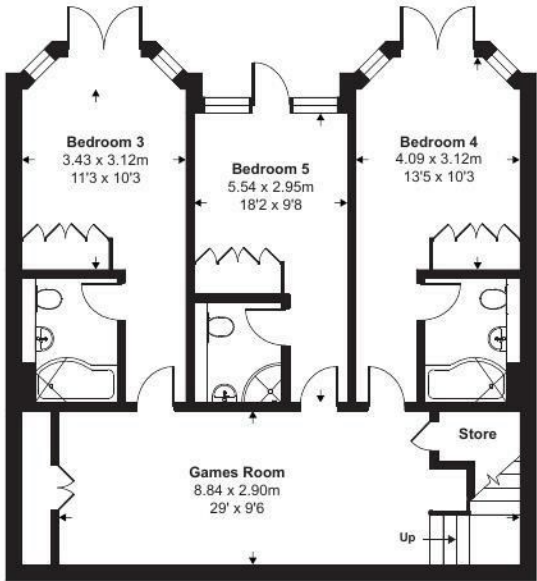 Bedroom 3
3.43 x 3.12m
11'3 x 10'3
Bedroom 5
5.54 x 2.95m
18'2 x 9'8
Bedroom 4
4.09 x 3.12m
13'5 x 10'3
Store
Games Room
8.84 x 2.90m
29' x 9'6
Up